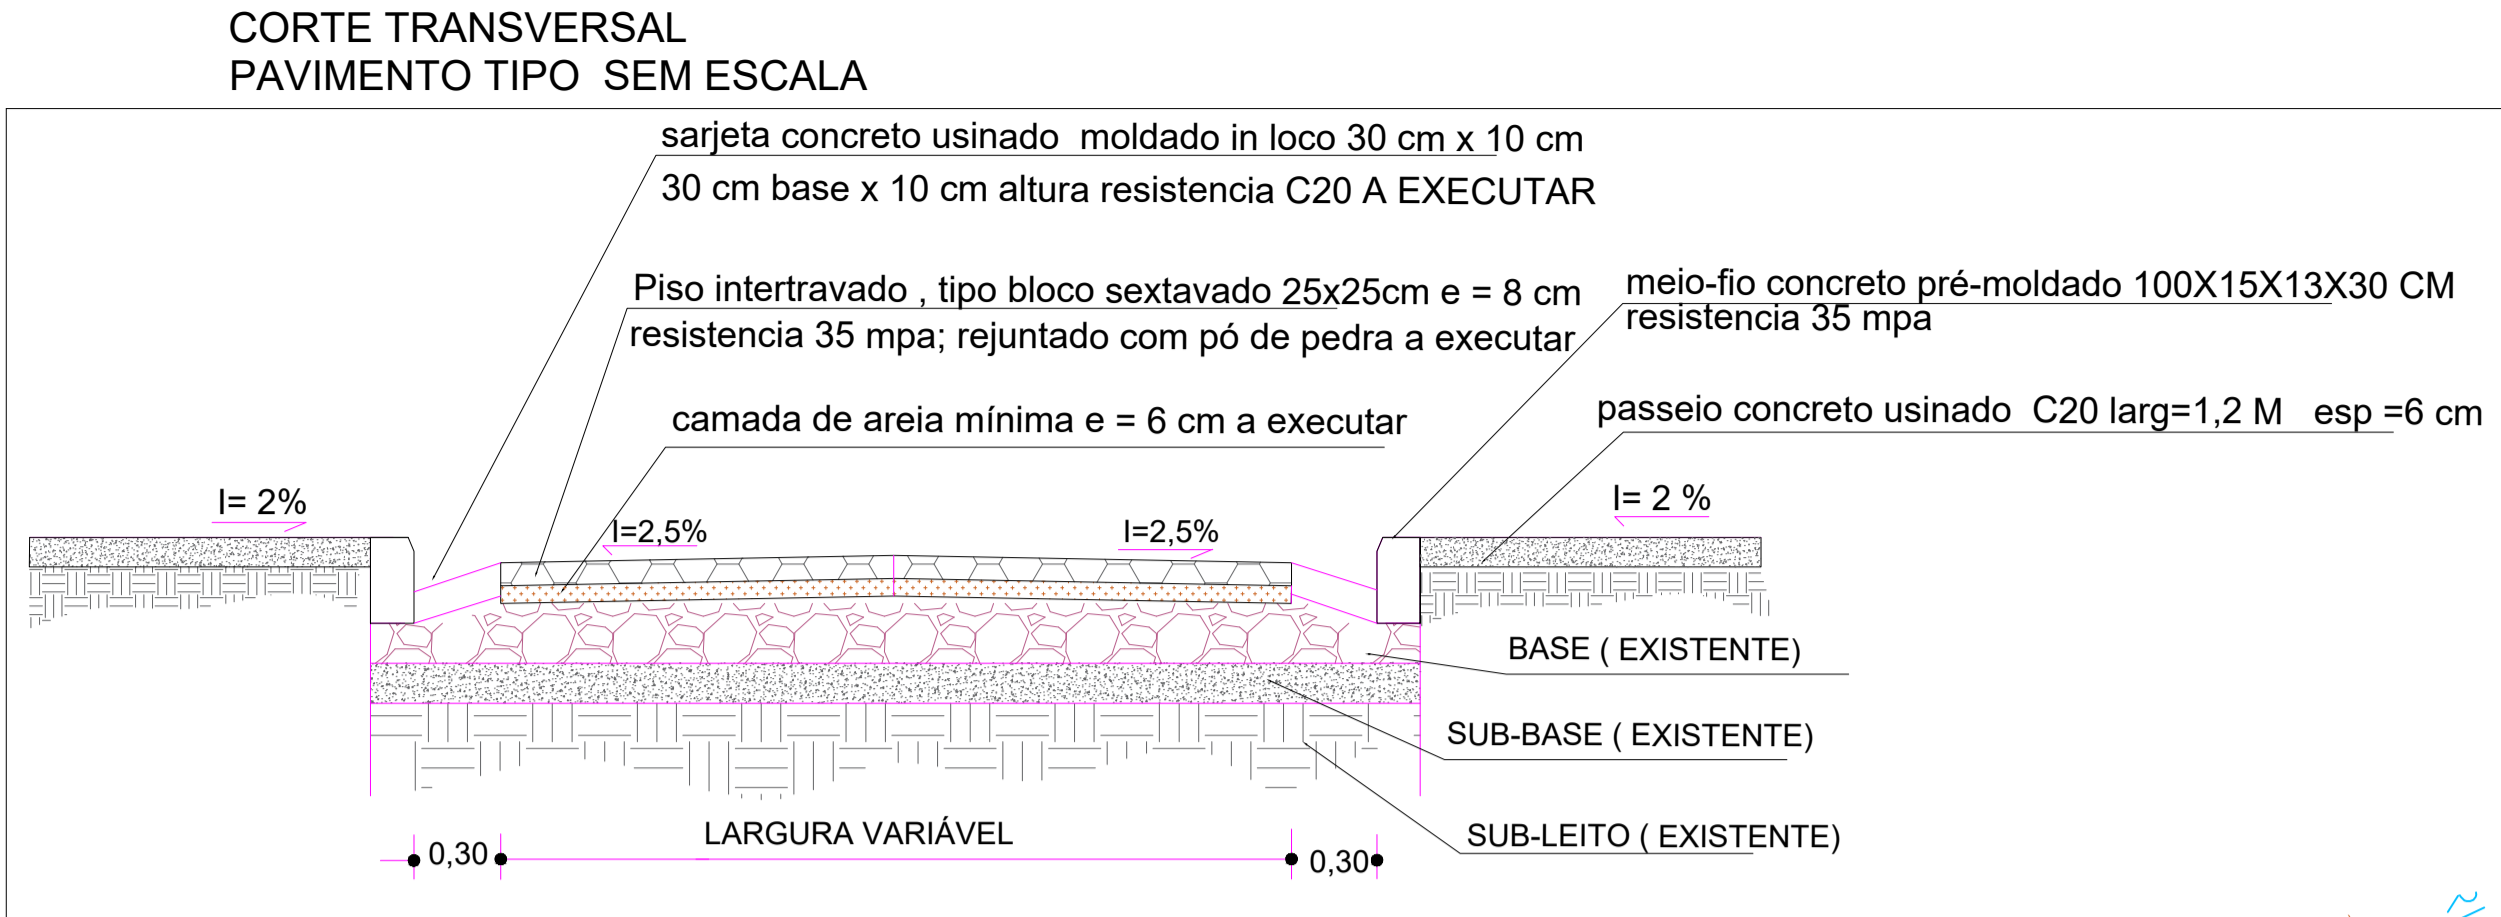 CORTE TRANSVERSAL
PAVIMENTO TIPO SEM ESCALA
sarjeta concreto usinado moldado in loco 30 cm x 10 cm
30 cm base x 10 cm altura resistencia C20 A EXECUTAR
Piso intertravado , tipo bloco sextavado 25x25cm e = 8 cm
resistencia 35 mpa; rejuntado com pó de pedra a executar
meio-fio concreto pré-moldado 100X15X13X30 CM
resistencia 35 mpa
camada de areia mínima e = 6 cm a executar
passeio concreto usinado C20 larg=1,2 M esp =6 cm
I= 2%
I=2,5%
I=2,5%
I= 2 %
BASE ( EXISTENTE)
SUB-BASE ( EXISTENTE)
SUB-LEITO ( EXISTENTE)
0,30
LARGURA VARIÁVEL
0,30